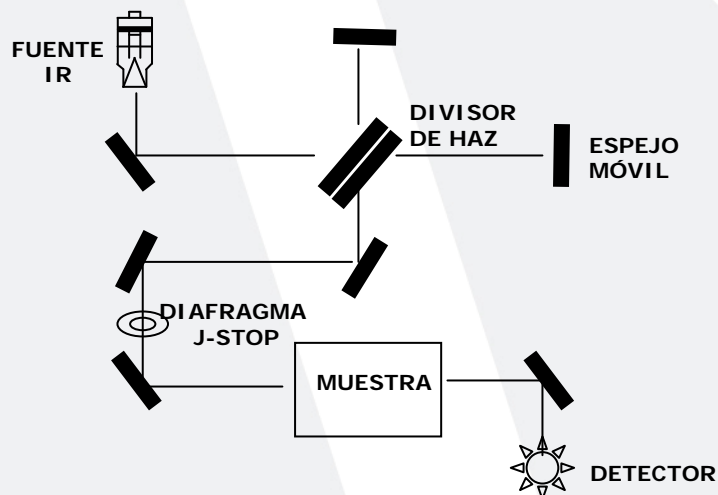 FUENTE
IR
DIVISOR
DE HAZ
ESPEJO
MÓVIL
DIAFRAGMA
J-STOP
MUESTRA
DETECTOR